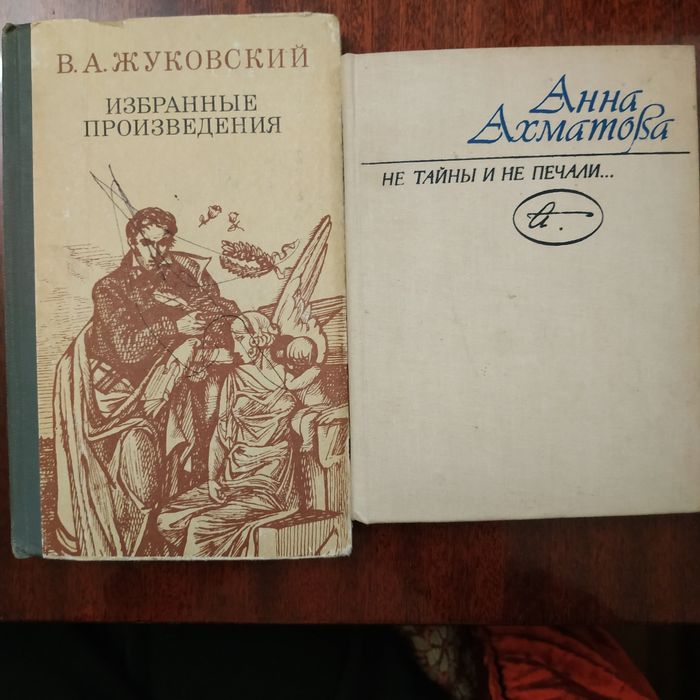 В. А. ЖУКОВСКИЙ
ИЗБРАННЫЕ
ПРОИЗВЕДЕНИЯ
Анна
Ахматова
НЕ ТАЙНЫ И НЕ ПЕЧАЛИ...